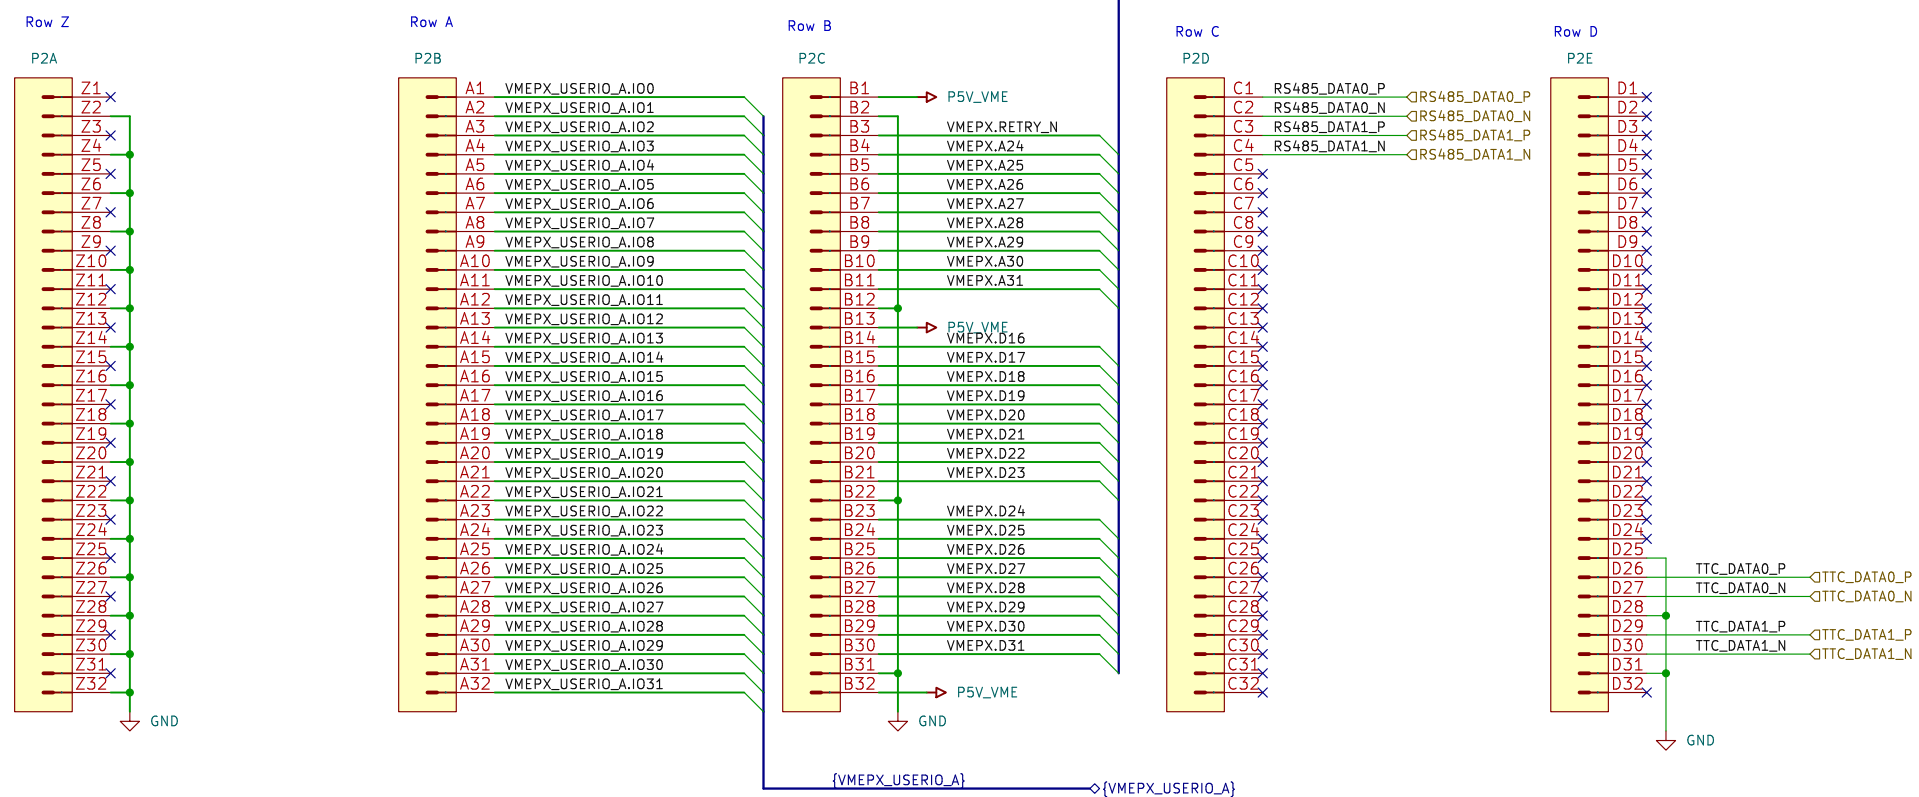 Row Z
P2A
Z1
Z2
Z3
Z4
Z5
Z6
Z7
Z8
Z9
Z10
Z11
Z12
Z13
Z14
Z15
Z16
Z17
Z18
Z19
Z20
Z21
Z22
Z23
Z24
Z25
Z26
Z27
Z28
Z29
Z30
Z31
Z32
GND
Row A
P2B
A1 VMEPX_USERIO_A.IO0
A2 VMEPX_USERIO_A.IO1
A3 VMEPX_USERIO_A.IO2
A4 VMEPX_USERIO_A.IO3
A5 VMEPX_USERIO_A.IO4
A6 VMEPX_USERIO_A.IO5
A7 VMEPX_USERIO_A.IO6
A8 VMEPX_USERIO_A.IO7
A9 VMEPX_USERIO_A.IO8
A10 VMEPX_USERIO_A.IO9
A11 VMEPX_USERIO_A.IO10
A12 VMEPX_USERIO_A.IO11
A13 VMEPX_USERIO_A.IO12
A14 VMEPX_USERIO_A.IO13
A15 VMEPX_USERIO_A.IO14
A16 VMEPX_USERIO_A.IO15
A17 VMEPX_USERIO_A.IO16
A18 VMEPX_USERIO_A.IO17
A19 VMEPX_USERIO_A.IO18
A20 VMEPX_USERIO_A.IO19
A21 VMEPX_USERIO_A.IO20
A22 VMEPX_USERIO_A.IO21
A23 VMEPX_USERIO_A.IO22
A24 VMEPX_USERIO_A.IO23
A25 VMEPX_USERIO_A.IO24
A26 VMEPX_USERIO_A.IO25
A27 VMEPX_USERIO_A.IO26
A28 VMEPX_USERIO_A.IO27
A29 VMEPX_USERIO_A.IO28
A30 VMEPX_USERIO_A.IO29
A31 VMEPX_USERIO_A.IO30
A32 VMEPX_USERIO_A.IO31
{VMEPX_USERIO_A}
{VMEPX_USERIO_A}
Row B
P2C
B1 P5V_VME
B2
B3 VMEPX.RETRY_N
B4 VMEPX.A24
B5 VMEPX.A25
B6 VMEPX.A26
B7 VMEPX.A27
B8 VMEPX.A28
B9 VMEPX.A29
B10 VMEPX.A30
B11 VMEPX.A31
B12
B13 P5V_VME
B14 VMEPX.D16
B15 VMEPX.D17
B16 VMEPX.D18
B17 VMEPX.D19
B18 VMEPX.D20
B19 VMEPX.D21
B20 VMEPX.D22
B21 VMEPX.D23
B22
B23 VMEPX.D24
B24 VMEPX.D25
B25 VMEPX.D26
B26 VMEPX.D27
B27 VMEPX.D28
B28 VMEPX.D29
B29 VMEPX.D30
B30 VMEPX.D31
B31
B32 P5V_VME
GND
Row C
P2D
C1 RS485_DATA0_P RS485_DATA0_P
C2 RS485_DATA0_N RS485_DATA0_N
C3 RS485_DATA1_P RS485_DATA1_P
C4 RS485_DATA1_N RS485_DATA1_N
C5
C6
C7
C8
C9
C10
C11
C12
C13
C14
C15
C16
C17
C18
C19
C20
C21
C22
C23
C24
C25
C26
C27
C28
C29
C30
C31
C32
Row D
P2E
D1
D2
D3
D4
D5
D6
D7
D8
D9
D10
D11
D12
D13
D14
D15
D16
D17
D18
D19
D20
D21
D22
D23
D24
D25
D26 TTC_DATA0_P TTC_DATA0_P
D27 TTC_DATA0_N TTC_DATA0_N
D28
D29 TTC_DATA1_P TTC_DATA1_P
D30 TTC_DATA1_N TTC_DATA1_N
D31
D32
GND